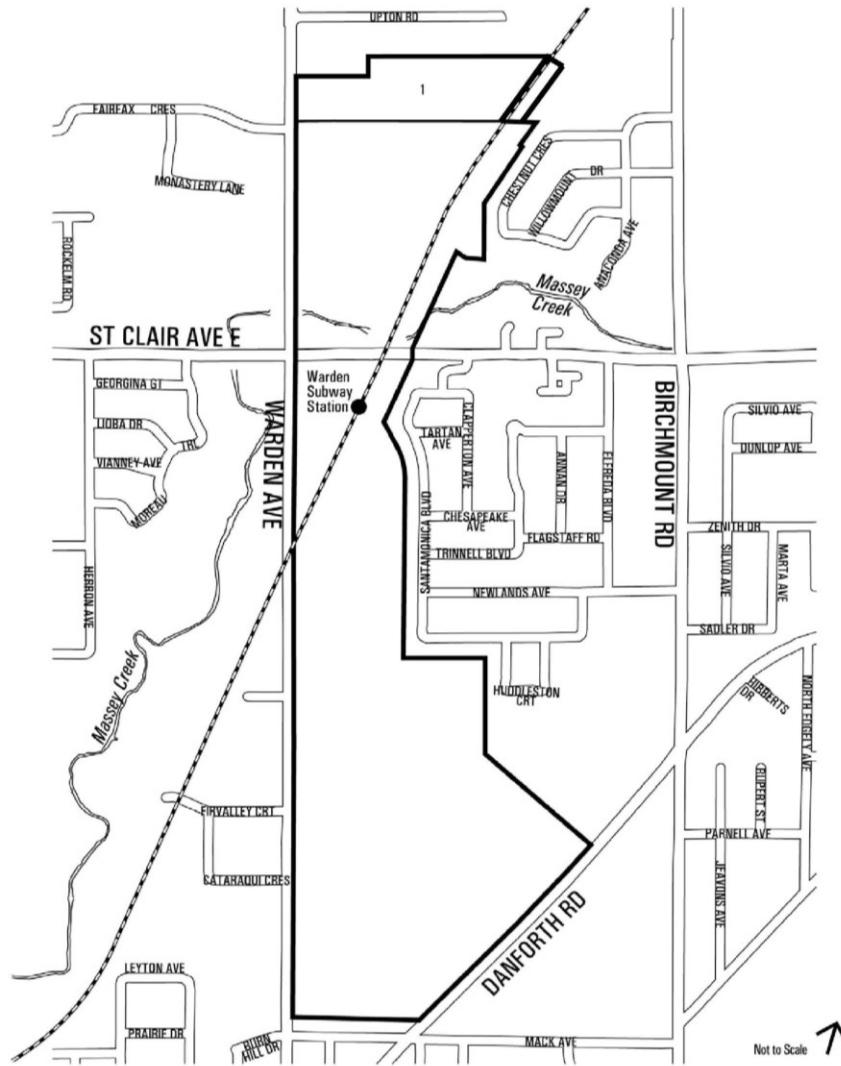 UPTON RD
1
FAIRFAX CRES
MONASTERY LANE
CHESTNUT CRES
WILLOWMOUNT DR
ANACONDA AVE
ROCKELM RD
Massey
Creek
ST CLAIR AVE E
Warden
Subway
Station
GEORGINA GT
LIOBA DR
VIANNEY AVE
MOREAU TRL
WARDEN AVE
BIRCHMOUNT RD
CLAPPERTON AVE
TARTAN
AVE
ANNAN DR
ELFREDA BLVD
SILVIO AVE
DUNLOP AVE
SANTAMONICA BLVD
CHESAPEAKE
AVE
FLAGSTAFF RD
TRINNELL BLVD
ZENITH DR
SILVIO AVE
MARTA AVE
NEWLANDS AVE
HERRON AVE
SADLER DR
Massey Creek
HUDDLESTON
CRT
HIBBERTS
DR
NORTH EDGELY AVE
RUPERT ST
FIRVALLEY CRT
PARNELL AVE
JEAVONS AVE
CATARAQUI CRES
DANFORTH RD
LEYTON AVE
PRAIRIE DR
BURN
HILL DR
MACK AVE
Not to Scale